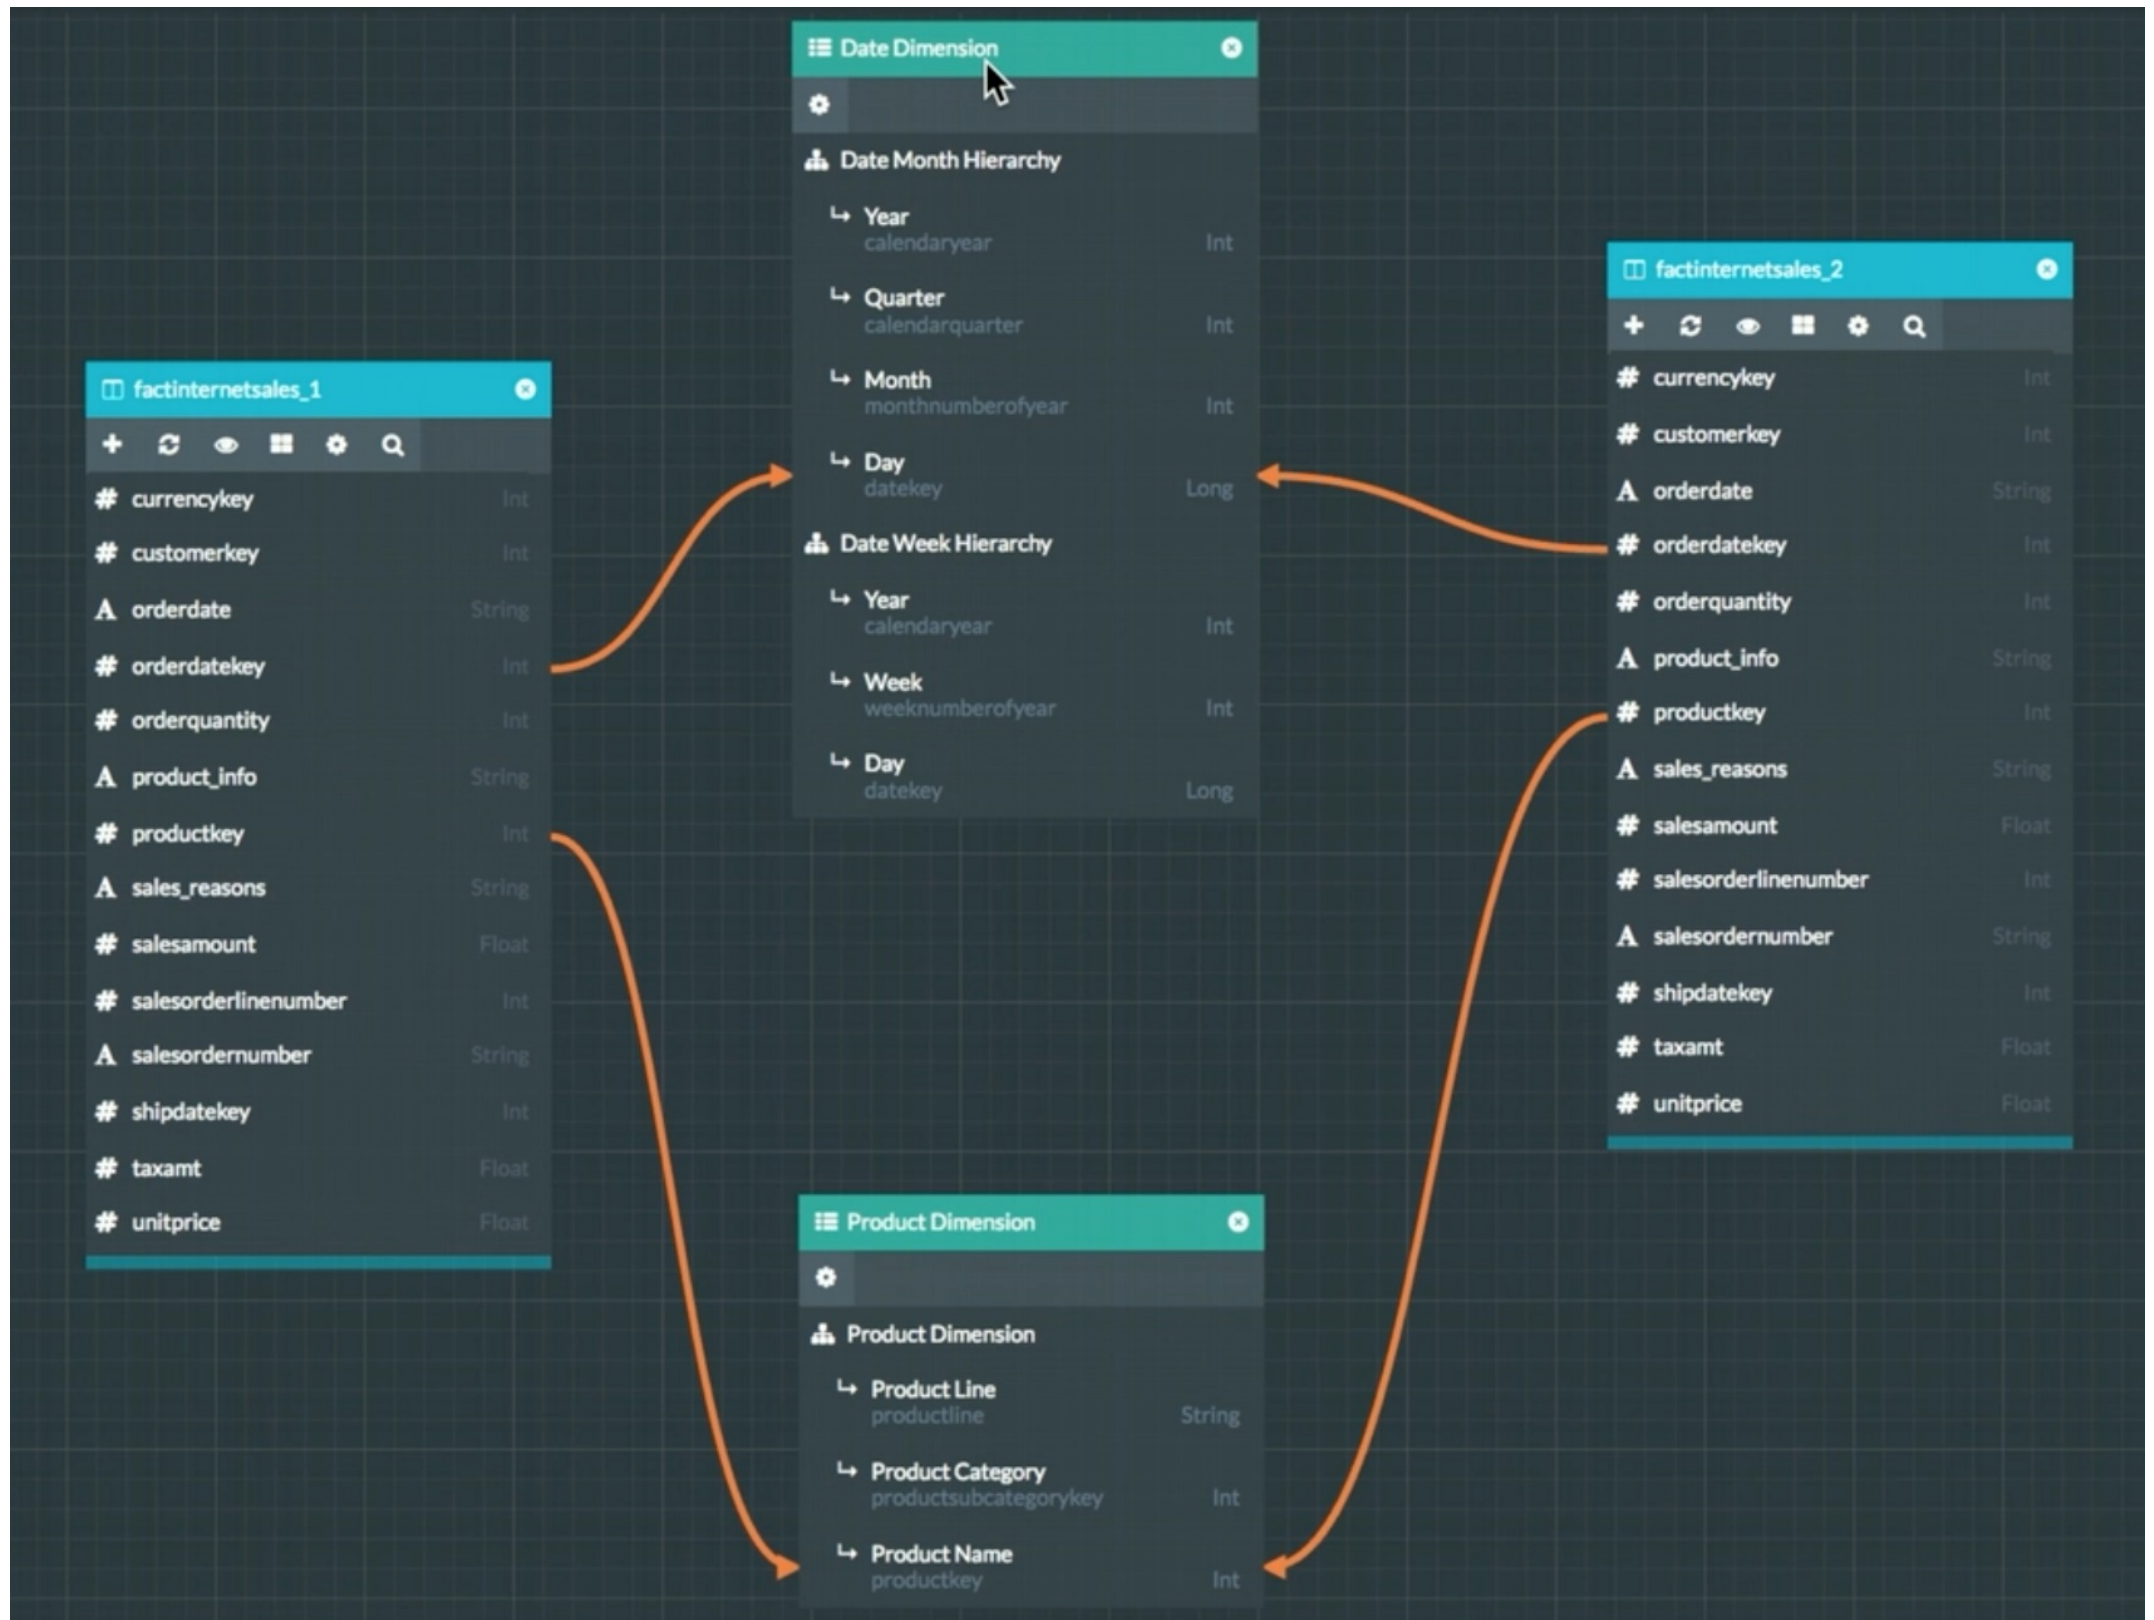 Date Dimension
Date Month Hierarchy
Year
calendaryear Int
Quarter
calendarquarter Int
Month
monthnumberofyear Int
Day
datekey Long
Date Week Hierarchy
Year
calendaryear Int
Week
weeknumberofyear Int
Day
datekey Long
factinternetsales_1
# currencykey Int
# customerkey Int
A orderdate String
# orderdatekey Int
# orderquantity Int
A product_info String
# productkey Int
A sales_reasons String
# salesamount Float
# salesorderlinenumber Int
A salesordernumber String
# shipdatekey Int
# taxamt Float
# unitprice Float
factinternetsales_2
# currencykey Int
# customerkey Int
A orderdate String
# orderdatekey Int
# orderquantity Int
A product_info String
# productkey Int
A sales_reasons String
# salesamount Float
# salesorderlinenumber Int
A salesordernumber String
# shipdatekey Int
# taxamt Float
# unitprice Float
Product Dimension
Product Dimension
Product Line
productline String
Product Category
productsubcategorykey Int
Product Name
productkey Int